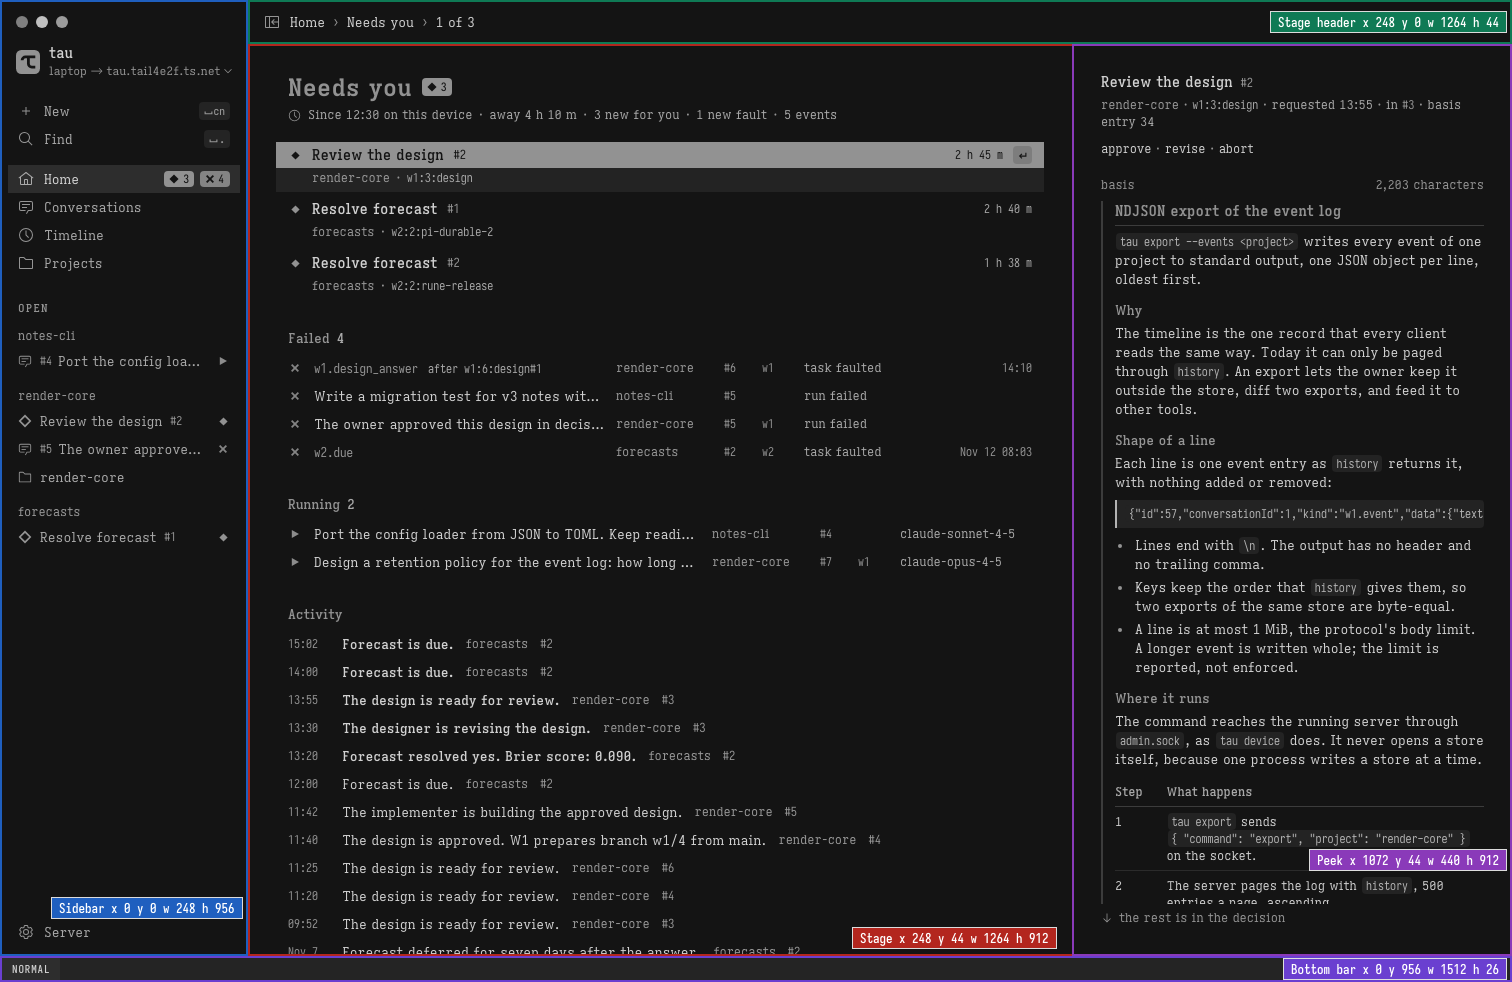 tau
laptop → tau.tail4e2f.ts.net
New ⎵cn
Find ⎵.
Home ◆ 3 ✕ 4
Conversations
Timeline
Projects
OPEN
notes-cli
#4 Port the config loa...
render-core
Review the design #2
#5 The owner approve...
render-core
forecasts
Resolve forecast #1
Sidebar x 0 y 0 w 248 h 956
Server
Home › Needs you › 1 of 3
Stage header x 248 y 0 w 1264 h 44
Needs you ◆ 3
Since 12:30 on this device · away 4 h 10 m · 3 new for you · 1 new fault · 5 events
Review the design #2 2 h 45 m ↵
render-core · w1:3:design
Resolve forecast #1 2 h 40 m
forecasts · w2:2:pi-durable-2
Resolve forecast #2 1 h 38 m
forecasts · w2:2:rune-release
Failed 4
w1.design_answer after w1:6:design#1 render-core #6 w1 task faulted 14:10
Write a migration test for v3 notes wit... notes-cli #5 run failed
The owner approved this design in decis... render-core #5 w1 run failed
w2.due forecasts #2 w2 task faulted Nov 12 08:03
Running 2
Port the config loader from JSON to TOML. Keep readi... notes-cli #4 claude-sonnet-4-5
Design a retention policy for the event log: how long ... render-core #7 w1 claude-opus-4-5
Activity
15:02 Forecast is due. forecasts #2
14:00 Forecast is due. forecasts #2
13:55 The design is ready for review. render-core #3
13:30 The designer is revising the design. render-core #3
13:20 Forecast resolved yes. Brier score: 0.090. forecasts #2
12:00 Forecast is due. forecasts #2
11:42 The implementer is building the approved design. render-core #5
11:40 The design is approved. W1 prepares branch w1/4 from main. render-core #4
11:25 The design is ready for review. render-core #6
11:20 The design is ready for review. render-core #4
09:52 The design is ready for review. render-core #3
Nov 7 Forecast deferred for seven days after the answer. forecasts #2
Stage x 248 y 44 w 1264 h 912
Review the design #2
render-core · w1:3:design · requested 13:55 · in #3 · basis
entry 34
approve · revise · abort
basis 2,203 characters
NDJSON export of the event log
tau export --events <project> writes every event of one
project to standard output, one JSON object per line,
oldest first.
Why
The timeline is the one record that every client
reads the same way. Today it can only be paged
through history. An export lets the owner keep it
outside the store, diff two exports, and feed it to
other tools.
Shape of a line
Each line is one event entry as history returns it,
with nothing added or removed:
{"id":57,"conversationId":1,"kind":"w1.event","data":{"text
• Lines end with \n. The output has no header and
no trailing comma.
• Keys keep the order that history gives them, so
two exports of the same store are byte-equal.
• A line is at most 1 MiB, the protocol's body limit.
A longer event is written whole; the limit is
reported, not enforced.
Where it runs
The command reaches the running server through
admin.sock, as tau device does. It never opens a store
itself, because one process writes a store at a time.
Step What happens
1 tau export sends
{ "command": "export", "project": "render-core" }
on the socket.
Peek x 1072 y 44 w 440 h 912
2 The server pages the log with history, 500
entries a page, ascending
↓ the rest is in the decision
NORMAL
Bottom bar x 0 y 956 w 1512 h 26